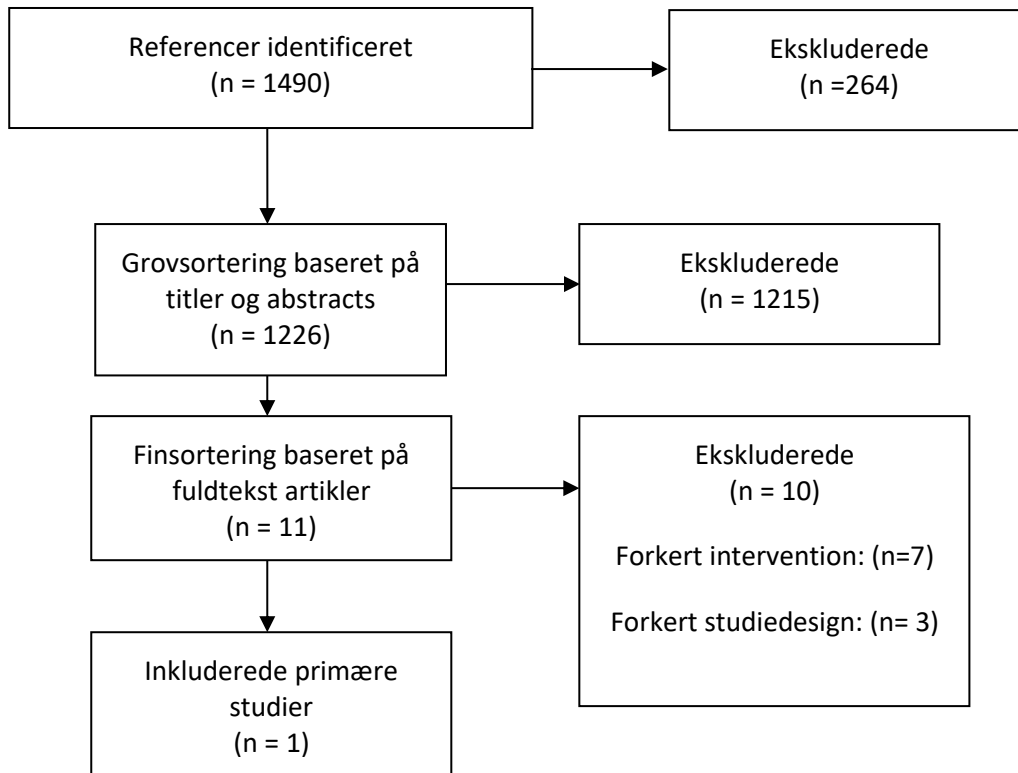 Referencer identificeret
(n = 1490)
Ekskluderede
(n =264)
Grovsortering baseret på
titler og abstracts
(n = 1226)
Ekskluderede
(n = 1215)
Finsortering baseret på
fuldtekst artikler
(n = 11)
Ekskluderede
(n = 10)
Forkert intervention: (n=7)
Forkert studiedesign: (n= 3)
Inkluderede primære
studier
(n = 1)